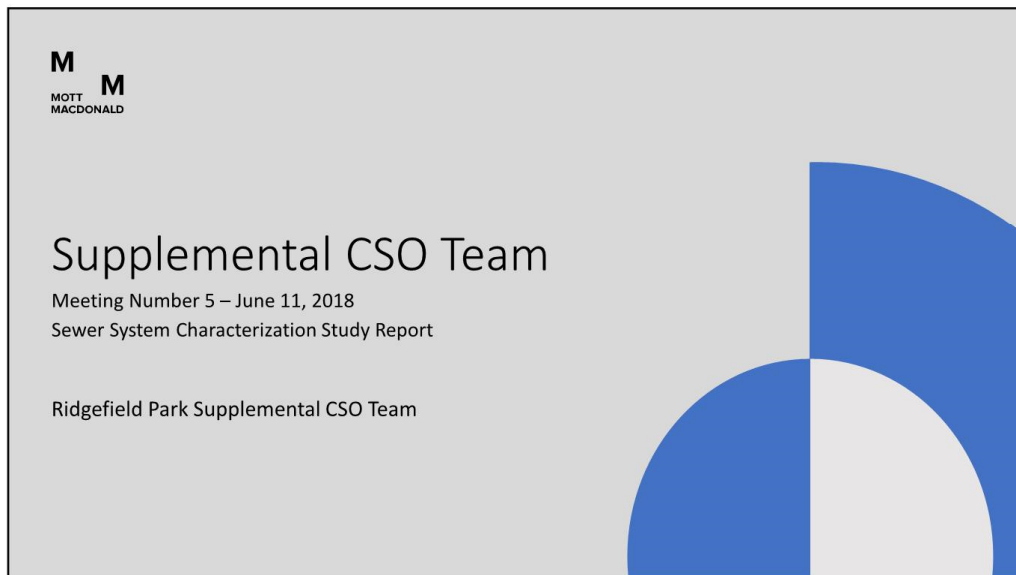 M
M
MOTT
MACDONALD
Supplemental CSO Team
Meeting Number 5 – June 11, 2018
Sewer System Characterization Study Report
Ridgefield Park Supplemental CSO Team